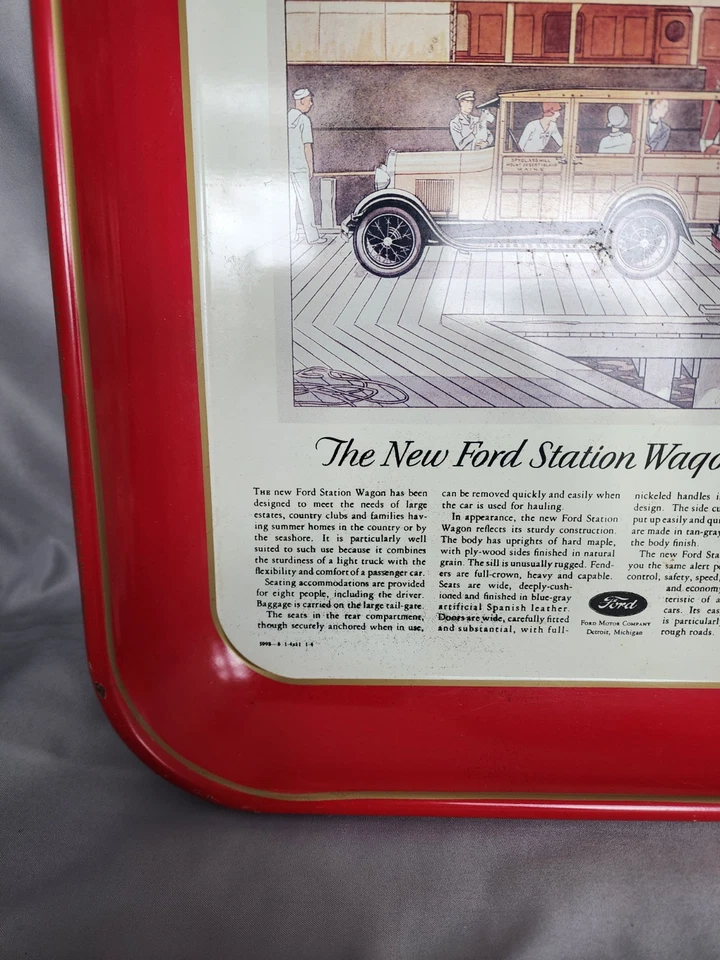 MAINE
The New Ford Station Wago
THE new Ford Station Wagon has been
designed to meet the needs of large
estates, country clubs and families hav-
ing summer homes in the country or by
the seashore. It is particularly well
suited to such use because it combines
the sturdiness of a light truck with the
flexibility and comfort of a passenger car.
Seating accommodations are provided
for eight people, including the driver.
Baggage is carried on the large tail-gate.
The seats in the rear compartment,
though securely anchored when in use,
can be removed quickly and easily when
the car is used for hauling.
In appearance, the new Ford Station
Wagon reflects its sturdy construction.
The body has uprights of hard maple,
with ply-wood sides finished in natural
grain. The sill is unusually rugged. Fend-
ers are full-crown, heavy and capable.
Seats are wide, deeply-cush-
ioned and finished in blue-gray
artificial Spanish leather.
Doors are wide, carefully fitted
and substantial, with full-
nickeled handles i
design. The side cu
put up easily and qui
are made in tan-gray
the body finish.
The new Ford Sta
you the same alert pe
control, safety, speed,
and economy
teristic of a
cars. Its eas
is particularl
rough roads.
Ford
FORD MOTOR COMPANY
Detroit, Michigan